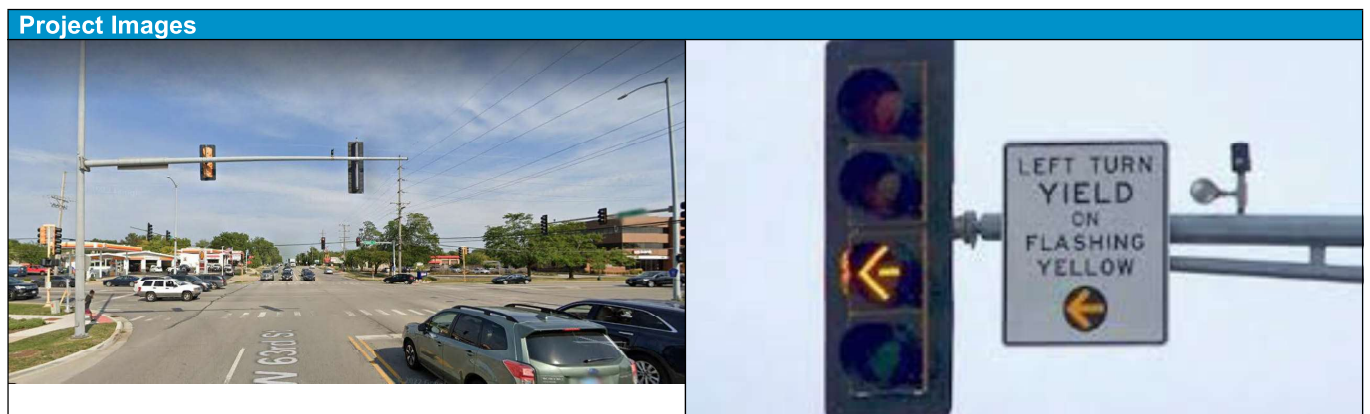 Project Images
W 63rd St
LEFT TURN
YIELD
ON
FLASHING
YELLOW